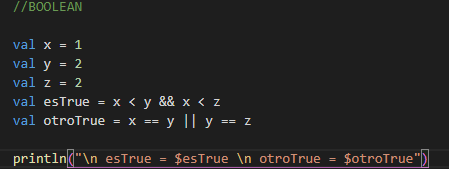 //BOOLEAN
val x = 1
val y = 2
val z = 2
val esTrue = x < y && x < z
val otroTrue = x == y || y == z
println("\n esTrue = $esTrue \n otroTrue = $otroTrue")